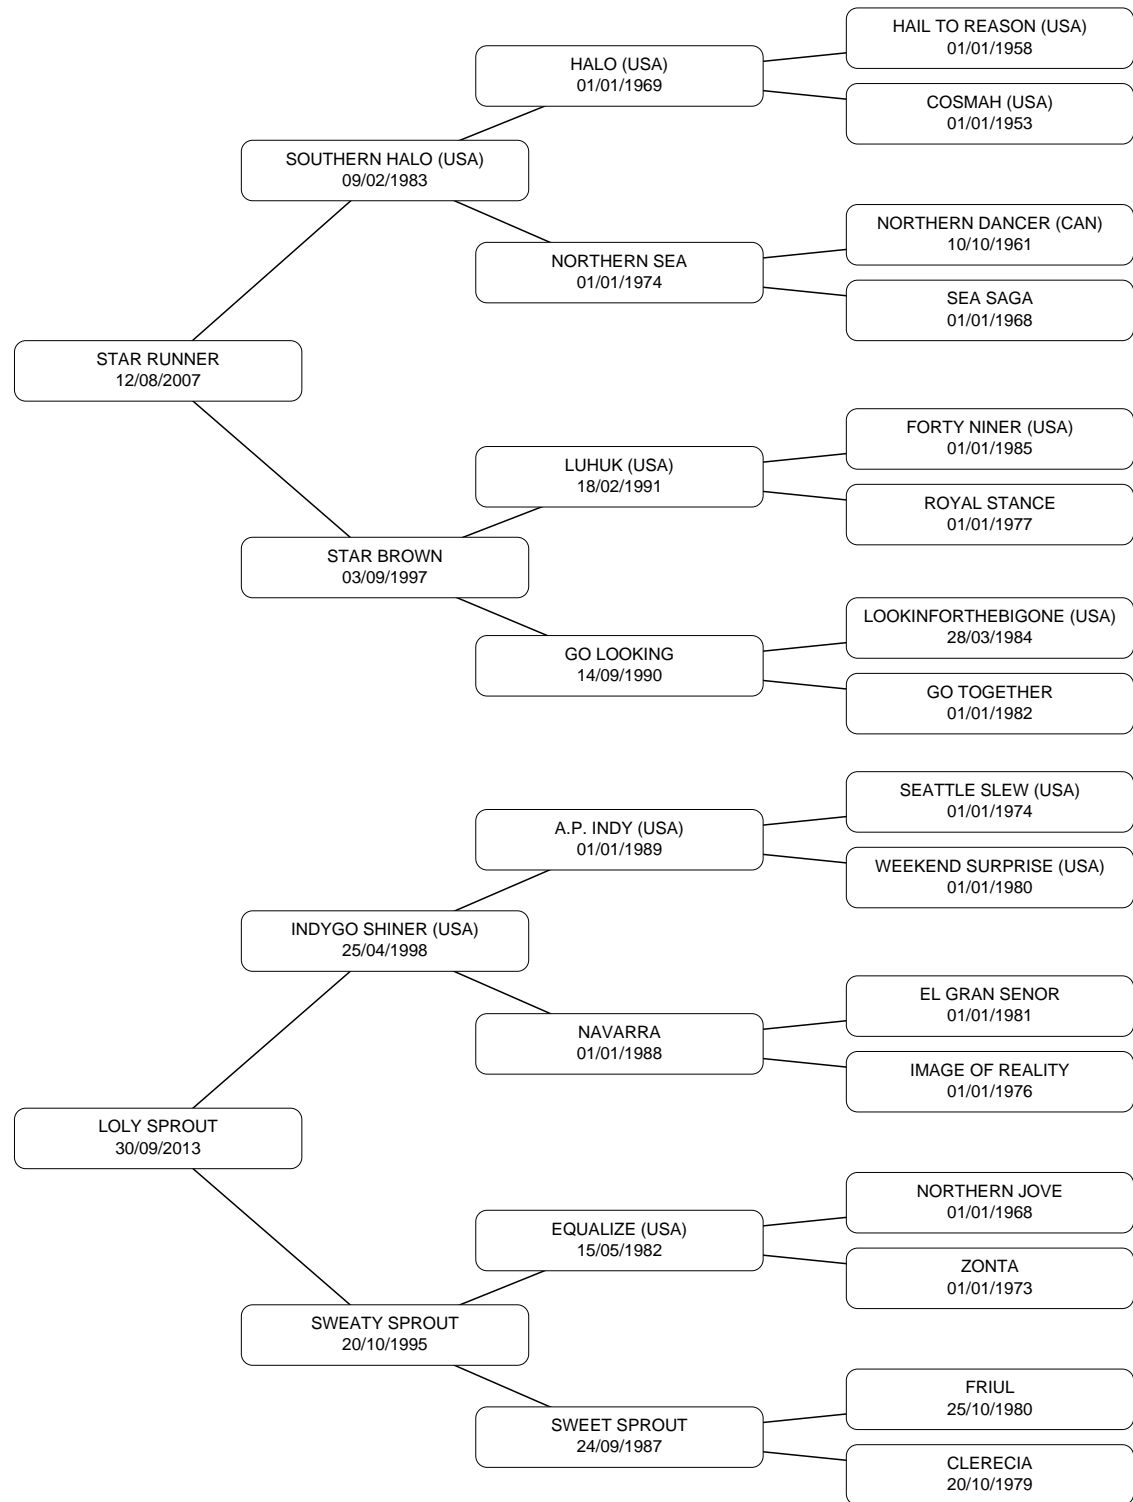 HAIL TO REASON (USA)
01/01/1958
HALO (USA)
01/01/1969
COSMAH (USA)
01/01/1953
SOUTHERN HALO (USA)
09/02/1983
NORTHERN DANCER (CAN)
10/10/1961
NORTHERN SEA
01/01/1974
SEA SAGA
01/01/1968
STAR RUNNER
12/08/2007
FORTY NINER (USA)
01/01/1985
LUHUK (USA)
18/02/1991
ROYAL STANCE
01/01/1977
STAR BROWN
03/09/1997
LOOKINFORTHEBIGONE (USA)
28/03/1984
GO LOOKING
14/09/1990
GO TOGETHER
01/01/1982
SEATTLE SLEW (USA)
01/01/1974
A.P. INDY (USA)
01/01/1989
WEEKEND SURPRISE (USA)
01/01/1980
INDYGO SHINER (USA)
25/04/1998
EL GRAN SENOR
01/01/1981
NAVARRA
01/01/1988
IMAGE OF REALITY
01/01/1976
LOLY SPROUT
30/09/2013
NORTHERN JOVE
01/01/1968
EQUALIZE (USA)
15/05/1982
ZONTA
01/01/1973
SWEATY SPROUT
20/10/1995
FRIUL
25/10/1980
SWEET SPROUT
24/09/1987
CLERECIA
20/10/1979